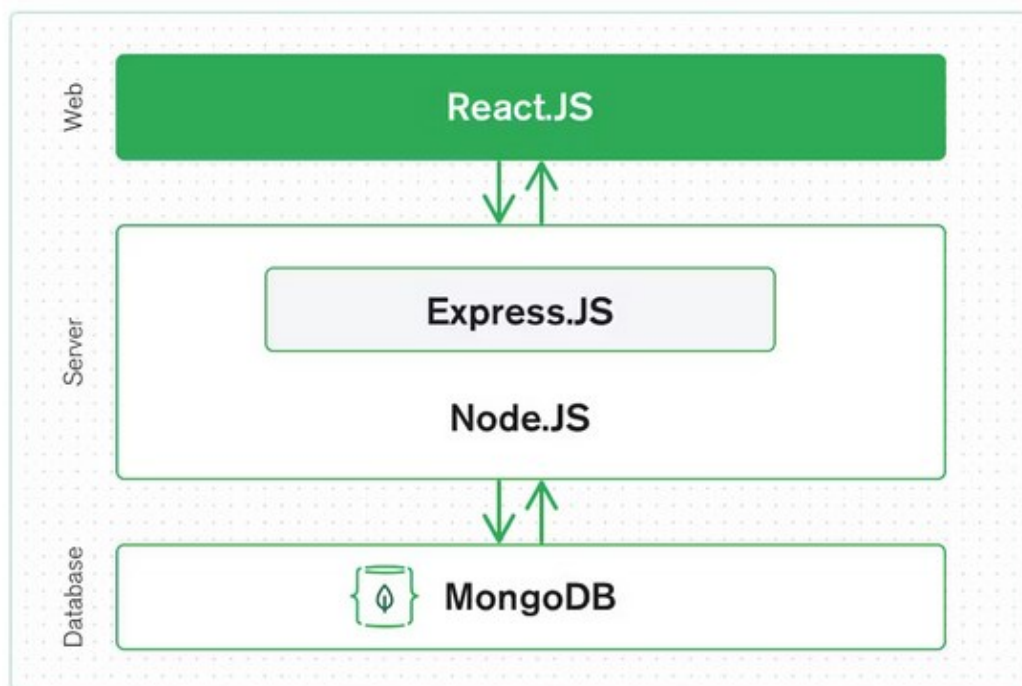 Web
React.JS
Server
Express.JS
Node.JS
Database
MongoDB